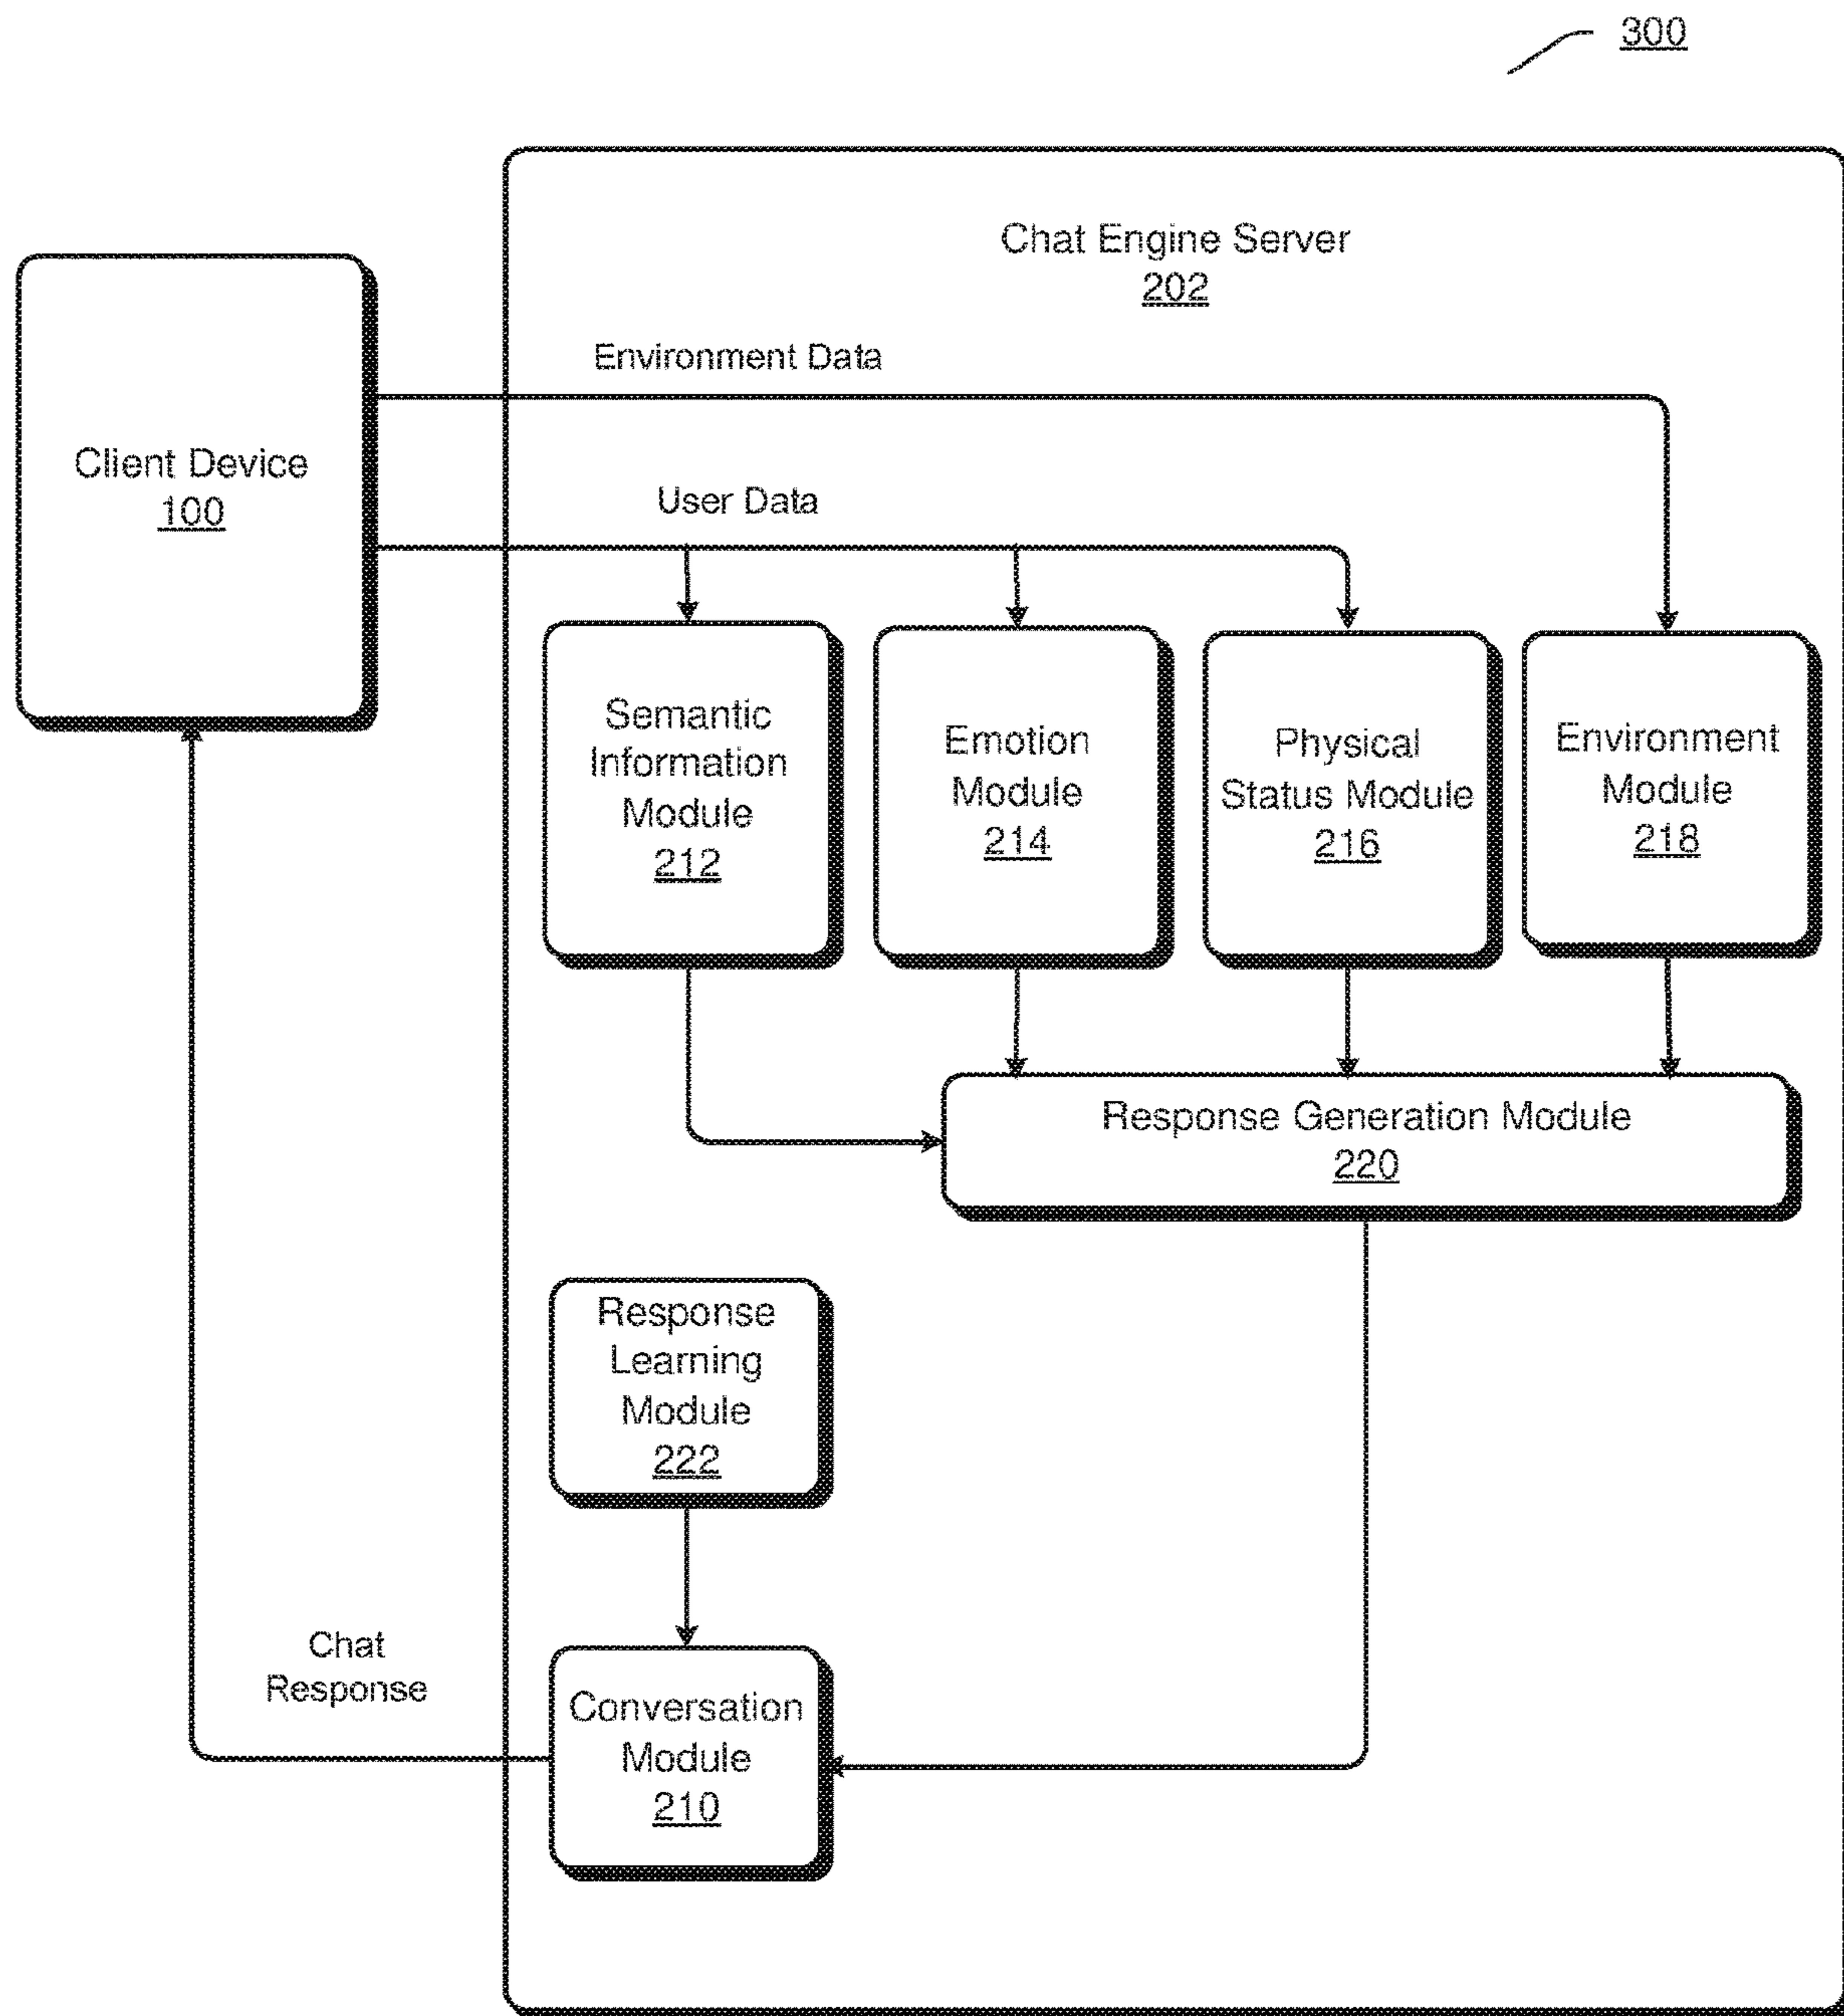 300
Chat Engine Server
202
Environment Data
Client Device
100
User Data
Semantic
Information
Module
212
Emotion
Module
214
Physical
Status Module
216
Environment
Module
218
Response Generation Module
220
Response
Learning
Module
222
Chat
Response
Conversation
Module
210